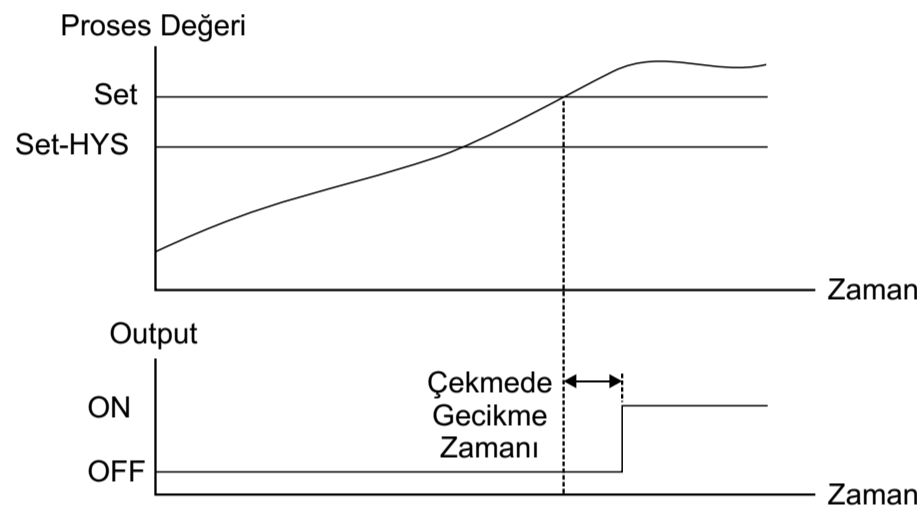 Proses Değeri
Set
Set-HYS
Zaman
Output
ON
Çekmede
Gecikme
Zamanı
OFF
Zaman